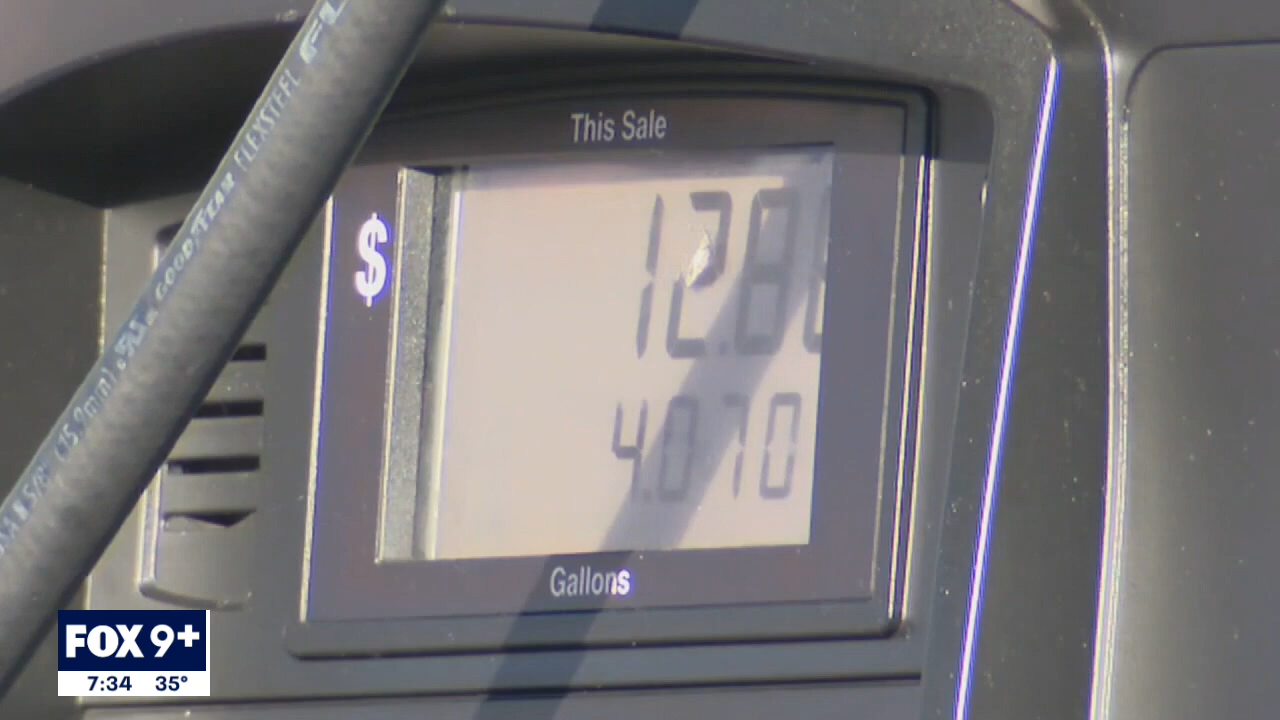 GOODYEAR FLEXSTEEL
This Sale
$
12.8
4.070
Gallons
FOX 9+
7:34 35°